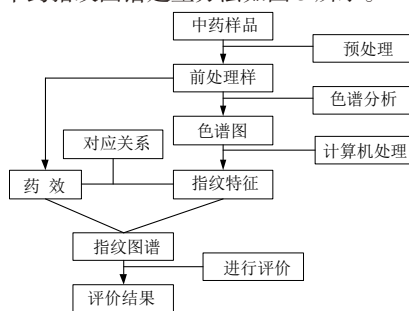 中药样品
预处理
前处理样
色谱分析
色谱图
对应关系
计算机处理
药 效
指纹特征
指纹图谱
进行评价
评价结果